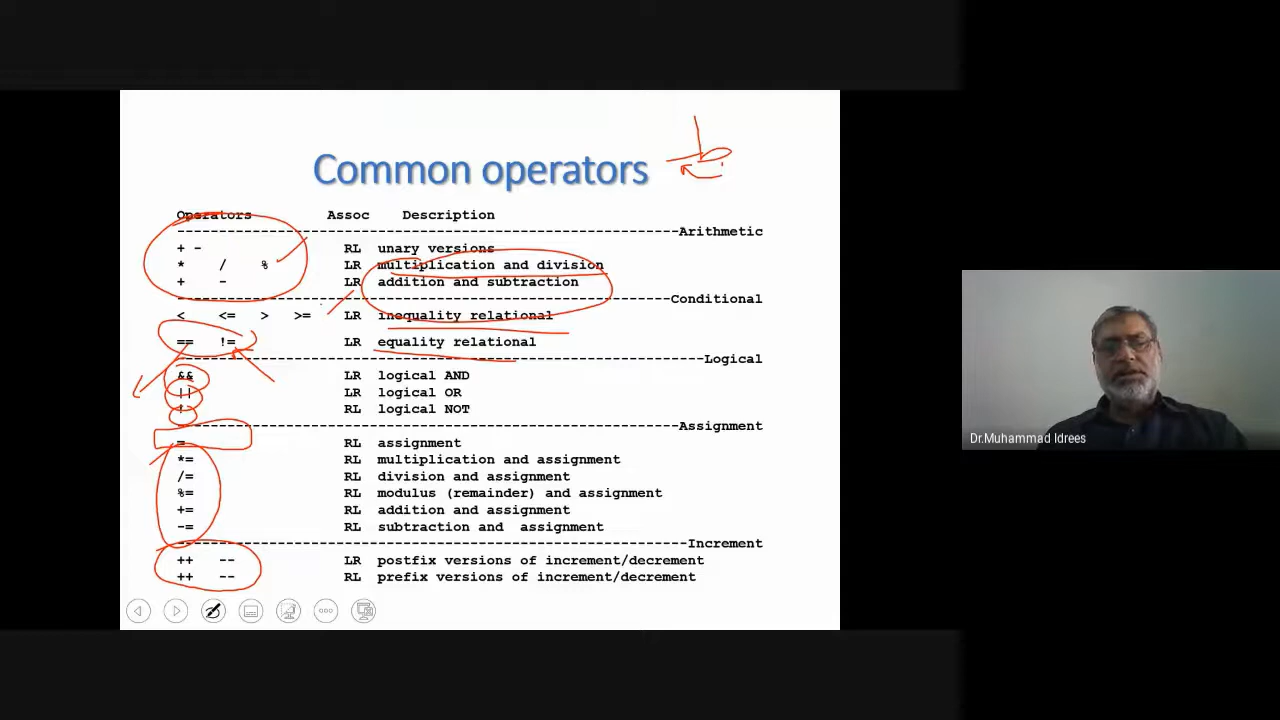 Common operators
Operators Assoc Description
-----------------------------------------------------------Arithmetic
+ - RL unary versions
* / % LR multiplication and division
+ - LR addition and subtraction
----------------------------------------------------------Conditional
< <= > >= LR inequality relational
== != LR equality relational
--------------------------------------------------------------Logical
&& LR logical AND
|| LR logical OR
! RL logical NOT
-----------------------------------------------------------Assignment
= RL assignment
*= RL multiplication and assignment
/= RL division and assignment
%= RL modulus (remainder) and assignment
+= RL addition and assignment
-= RL subtraction and assignment
------------------------------------------------------------Increment
++ -- LR postfix versions of increment/decrement
++ -- RL prefix versions of increment/decrement
Dr.Muhammad Idrees